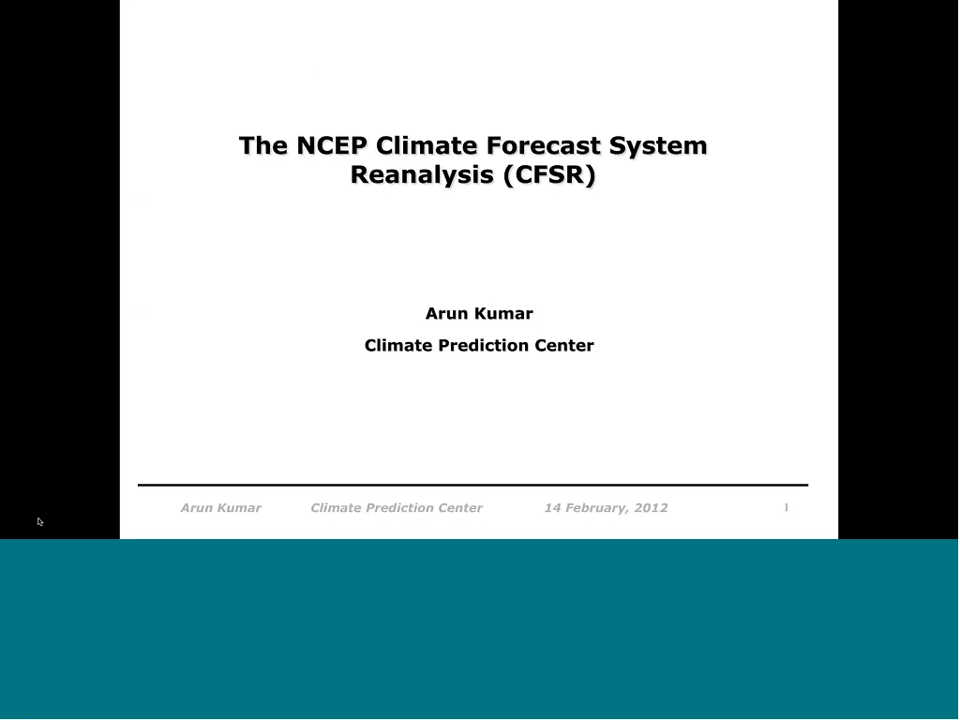 The NCEP Climate Forecast System
Reanalysis (CFSR)
Arun Kumar
Climate Prediction Center
Arun Kumar Climate Prediction Center 14 February, 2012 1